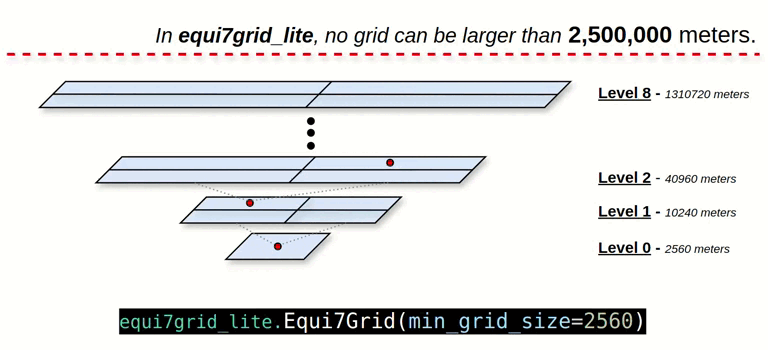 In equi7grid_lite, no grid can be larger than 2,500,000 meters.
Level 8 - 1310720 meters
Level 2 - 40960 meters
Level 1 - 10240 meters
Level 0 - 2560 meters
equi7grid_lite.Equi7Grid(min_grid_size=2560)